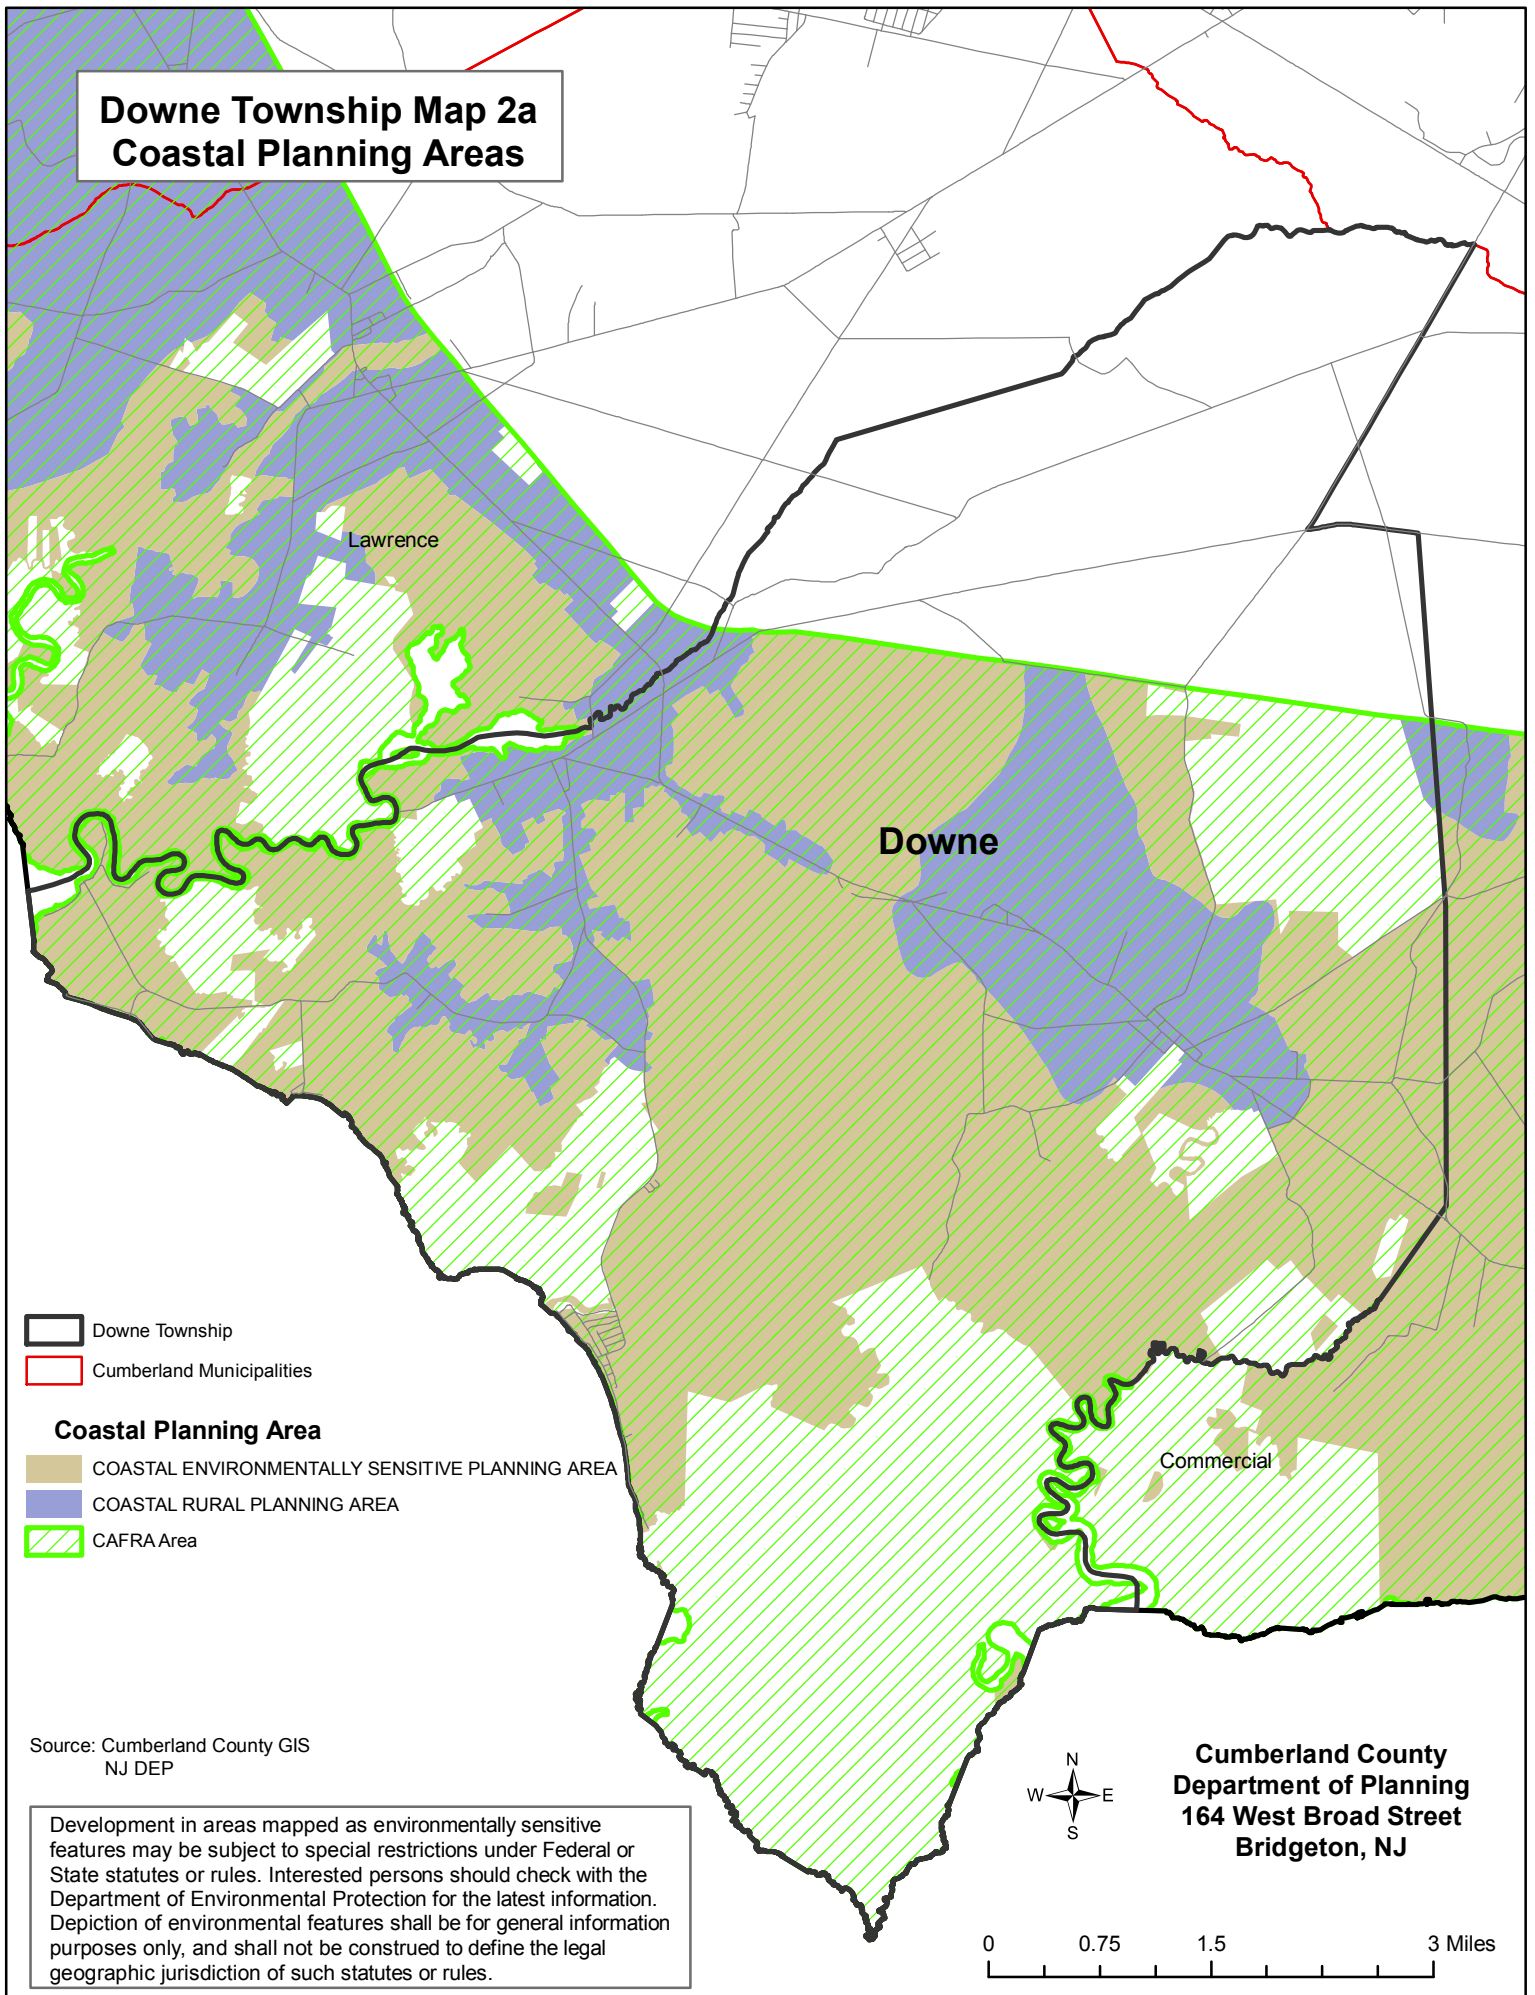 Downe Township Map 2a
Coastal Planning Areas
Lawrence
Downe
Downe Township
Cumberland Municipalities
Coastal Planning Area
COASTAL ENVIRONMENTALLY SENSITIVE PLANNING AREA
COASTAL RURAL PLANNING AREA
CAFRA Area
Commercial
Source: Cumberland County GIS
NJ DEP
Development in areas mapped as environmentally sensitive
features may be subject to special restrictions under Federal or
State statutes or rules. Interested persons should check with the
Department of Environmental Protection for the latest information.
Depiction of environmental features shall be for general information
purposes only, and shall not be construed to define the legal
geographic jurisdiction of such statutes or rules.
N
W E
S
Cumberland County
Department of Planning
164 West Broad Street
Bridgeton, NJ
0 0.75 1.5 3 Miles